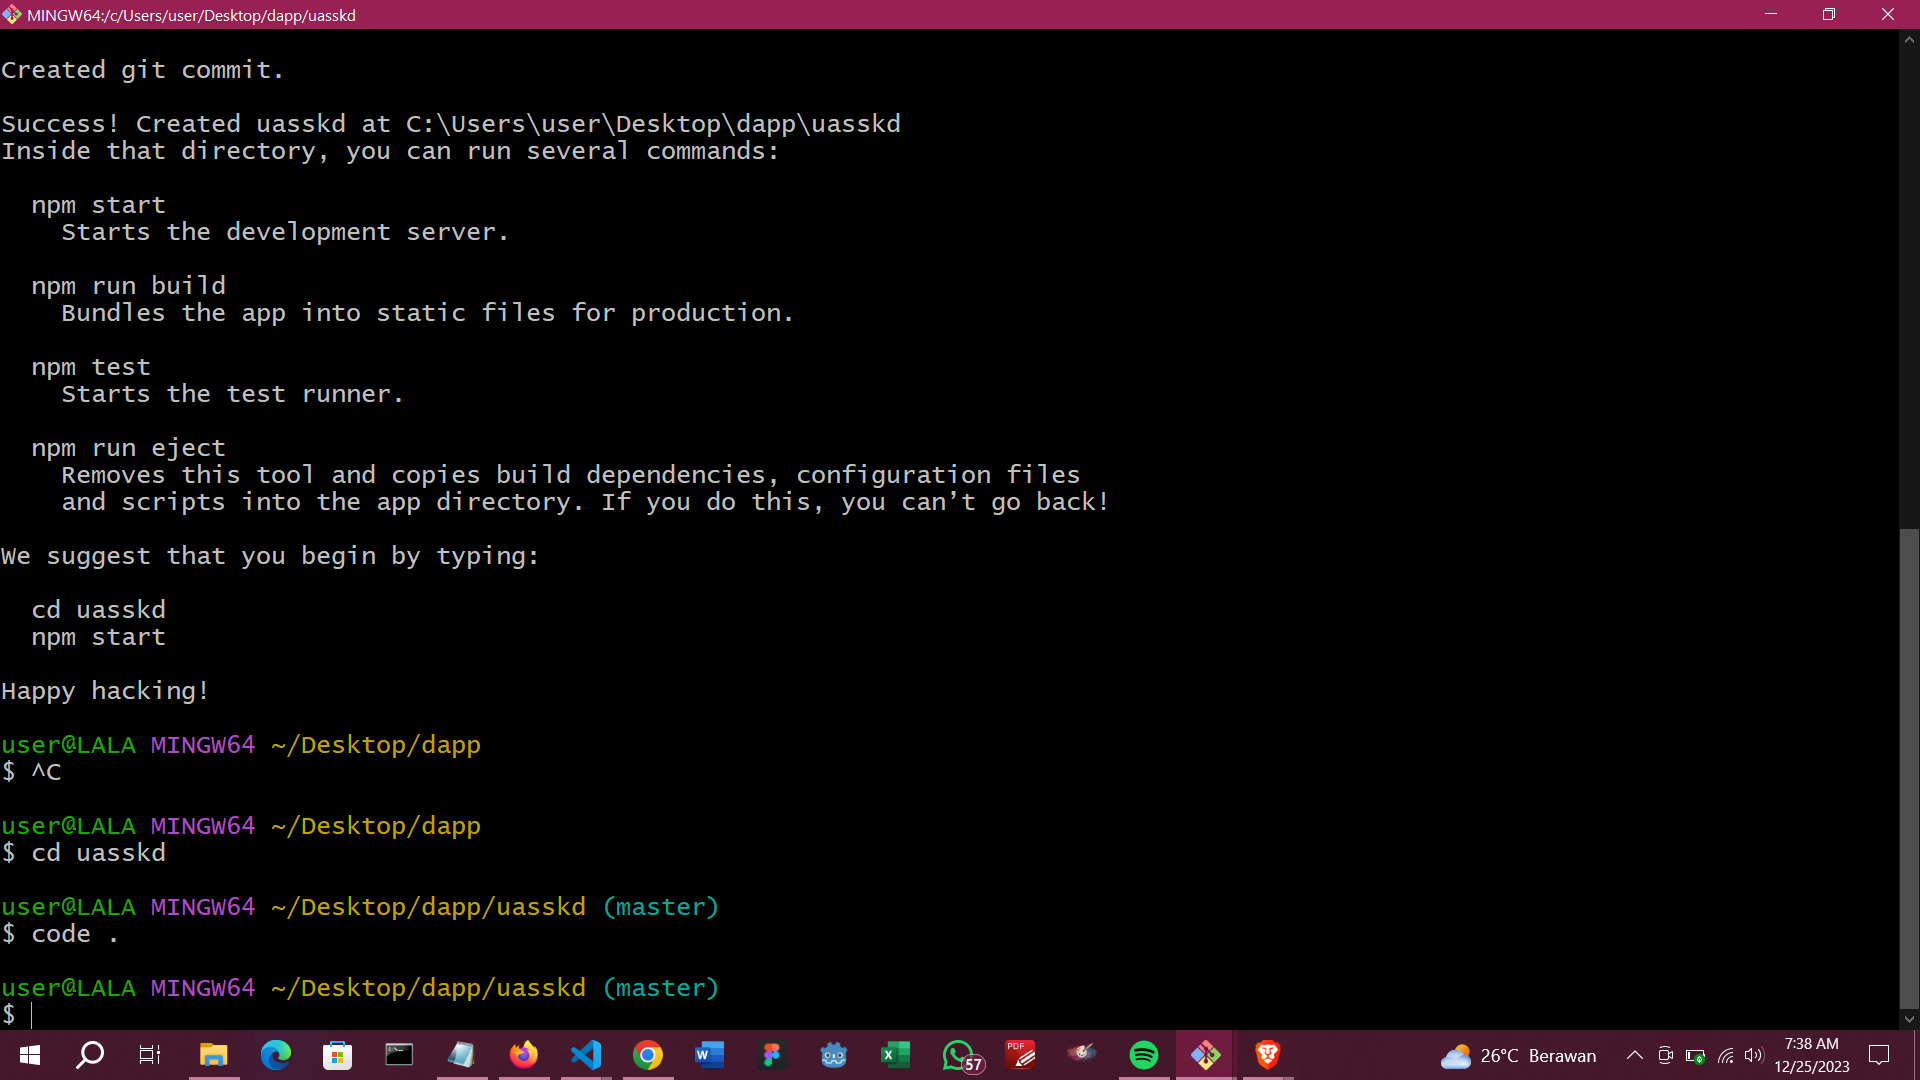 MINGW64:/c/Users/user/Desktop/dapp/uasskd
Created git commit.
Success! Created uasskd at C:\Users\user\Desktop\dapp\uasskd
Inside that directory, you can run several commands:
npm start
Starts the development server.
npm run build
Bundles the app into static files for production.
npm test
Starts the test runner.
npm run eject
Removes this tool and copies build dependencies, configuration files
and scripts into the app directory. If you do this, you can’t go back!
We suggest that you begin by typing:
cd uasskd
npm start
Happy hacking!
user@LALA MINGW64 ~/Desktop/dapp
$ ^C
user@LALA MINGW64 ~/Desktop/dapp
$ cd uasskd
user@LALA MINGW64 ~/Desktop/dapp/uasskd (master)
$ code .
user@LALA MINGW64 ~/Desktop/dapp/uasskd (master)
$
57
PDF
26°C Berawan
7:38 AM
12/25/2023